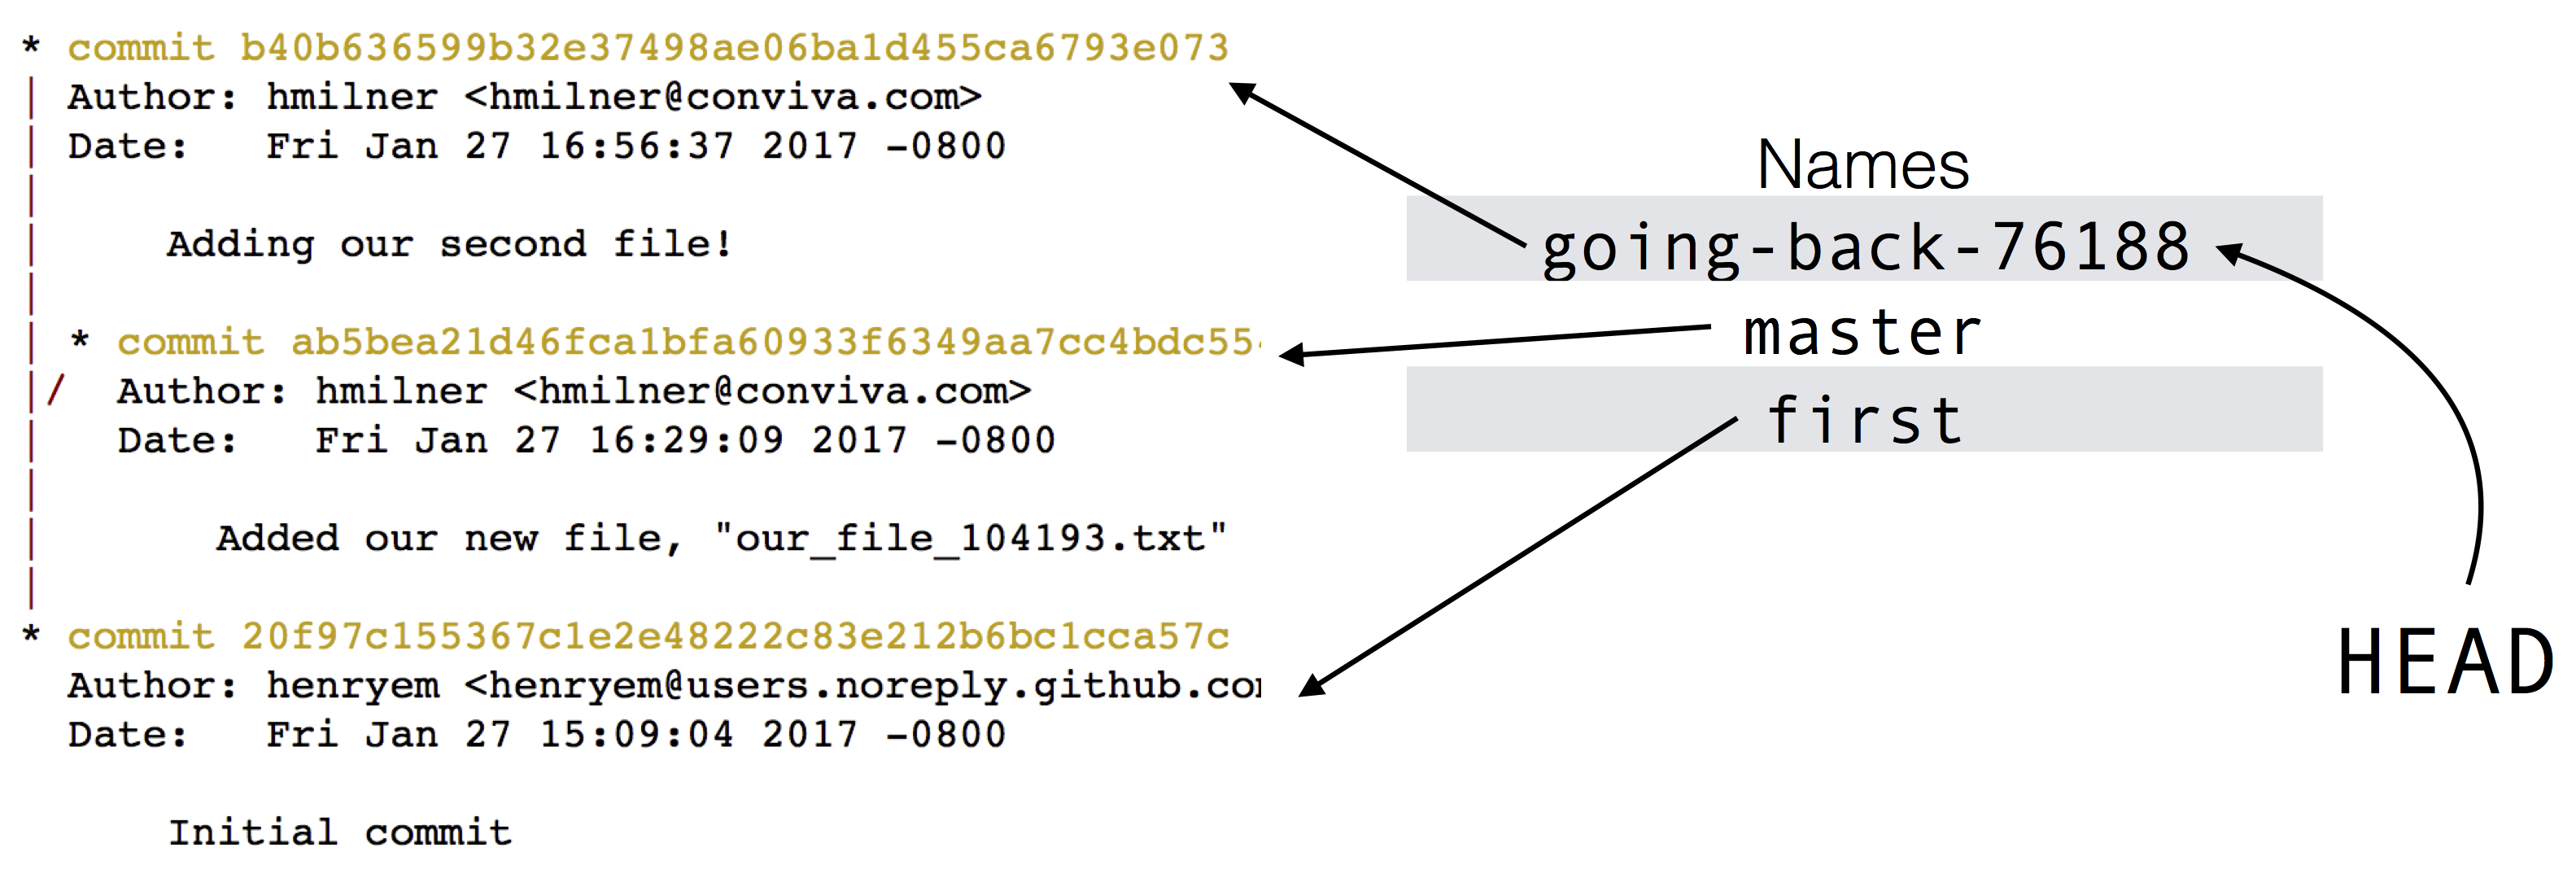 * commit b40b636599b32e37498ae06ba1d455ca6793e073
| Author: hmilner <hmilner@conviva.com>
| Date: Fri Jan 27 16:56:37 2017 -0800
|
| Adding our second file!
|
| * commit ab5bea21d46fca1bfa60933f6349aa7cc4bdc55
|/ Author: hmilner <hmilner@conviva.com>
| Date: Fri Jan 27 16:29:09 2017 -0800
|
| Added our new file, "our_file_104193.txt"
|
* commit 20f97c155367c1e2e48222c83e212b6bc1cca57c
Author: henryem <henryem@users.noreply.github.co
Date: Fri Jan 27 15:09:04 2017 -0800
Initial commit
Names
going-back-76188
master
first
HEAD